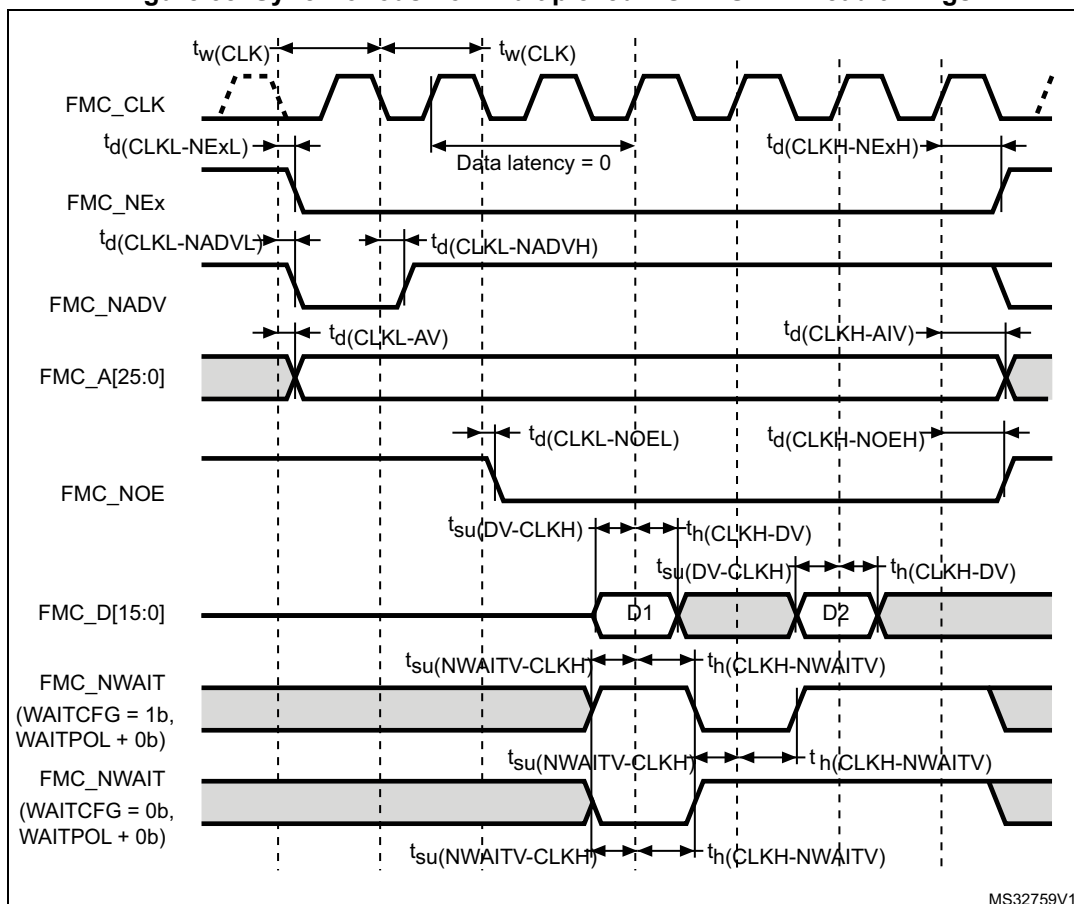 tw(CLK) tw(CLK)
FMC_CLK
td(CLKL-NExL) Data latency = 0 td(CLKH-NExH)
FMC_NEx
td(CLKL-NADVL) td(CLKL-NADVH)
FMC_NADV
td(CLKL-AV) td(CLKH-AIV)
FMC_A[25:0]
td(CLKL-NOEL) td(CLKH-NOEH)
FMC_NOE
tsu(DV-CLKH) th(CLKH-DV)
tsu(DV-CLKH) th(CLKH-DV)
FMC_D[15:0] D1 D2
tsu(NWAITV-CLKH) th(CLKH-NWAITV)
FMC_NWAIT
(WAITCFG = 1b,
WAITPOL + 0b)
tsu(NWAITV-CLKH) th(CLKH-NWAITV)
FMC_NWAIT
(WAITCFG = 0b,
WAITPOL + 0b)
tsu(NWAITV-CLKH) th(CLKH-NWAITV)
MS32759V1